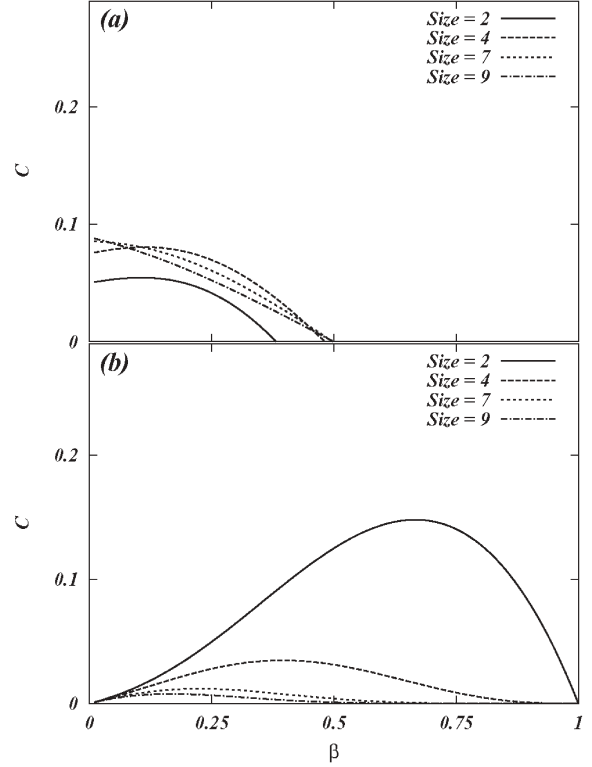 (a)
Size = 2
Size = 4
Size = 7
Size = 9
0.2
C
0.1
0
(b)
Size = 2
Size = 4
Size = 7
Size = 9
0.2
C
0.1
0
0 0.25 0.5 0.75 1
β